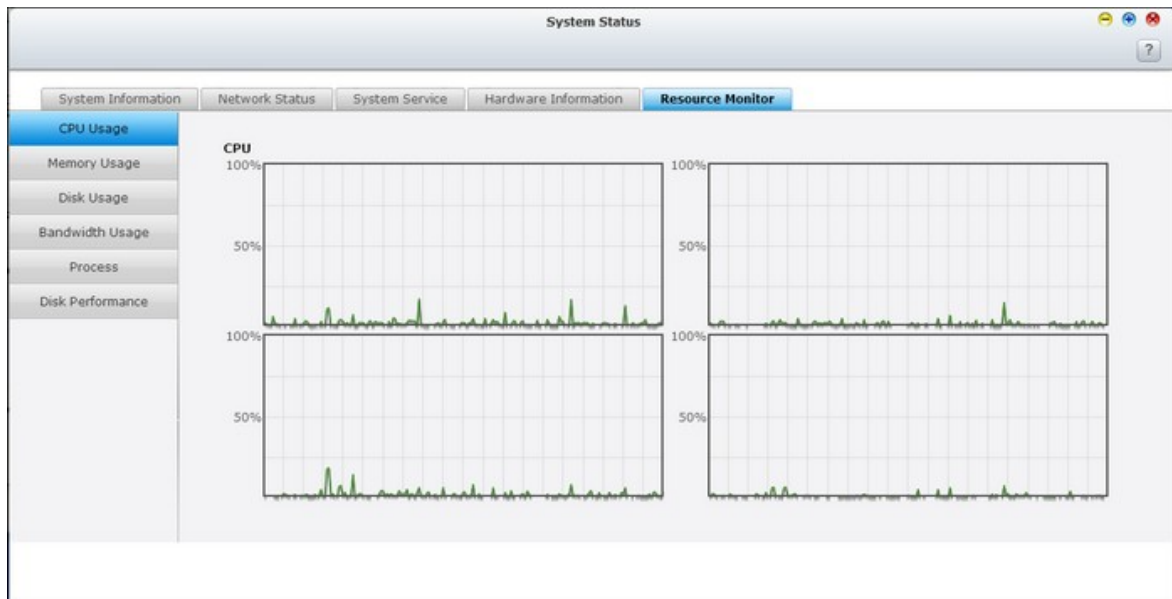 System Status
?
System Information Network Status System Service Hardware Information Resource Monitor
CPU Usage
Memory Usage
Disk Usage
Bandwidth Usage
Process
Disk Performance
CPU
100% 100%
50% 50%
100% 100%
50% 50%